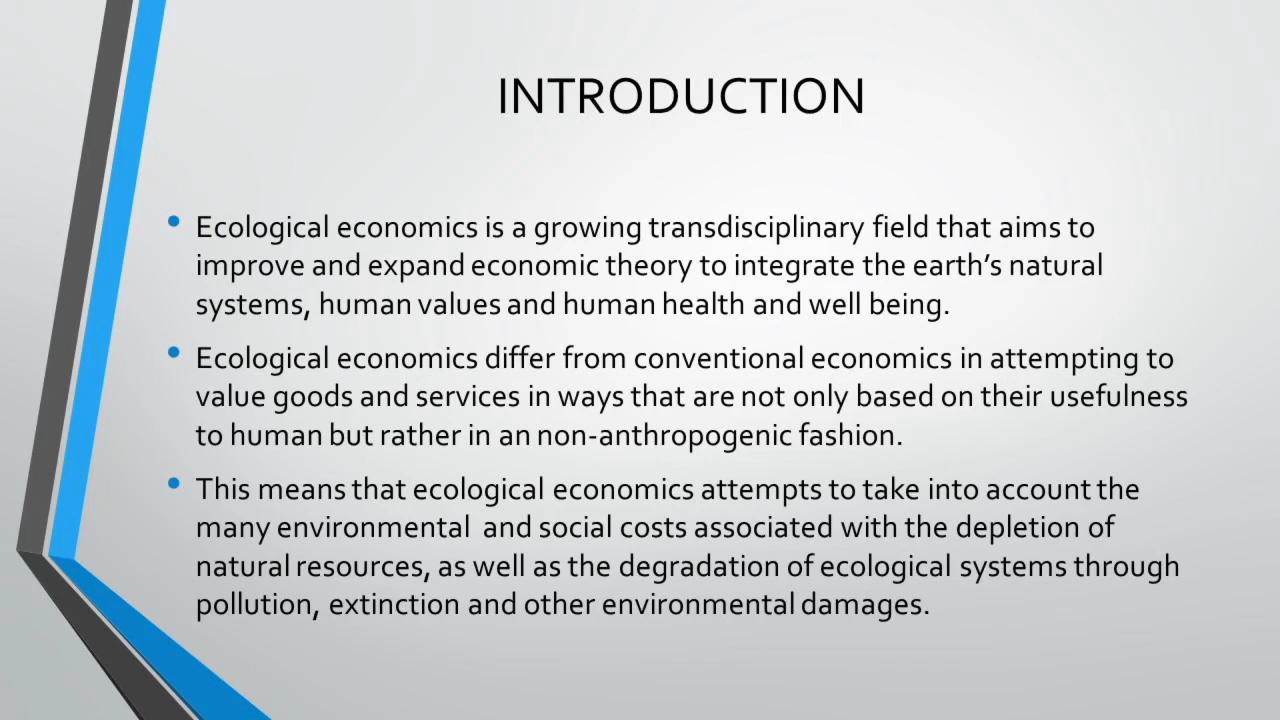 INTRODUCTION
• Ecological economics is a growing transdisciplinary field that aims to
improve and expand economic theory to integrate the earth’s natural
systems, human values and human health and well being.
• Ecological economics differ from conventional economics in attempting to
value goods and services in ways that are not only based on their usefulness
to human but rather in an non-anthropogenic fashion.
• This means that ecological economics attempts to take into account the
many environmental and social costs associated with the depletion of
natural resources, as well as the degradation of ecological systems through
pollution, extinction and other environmental damages.